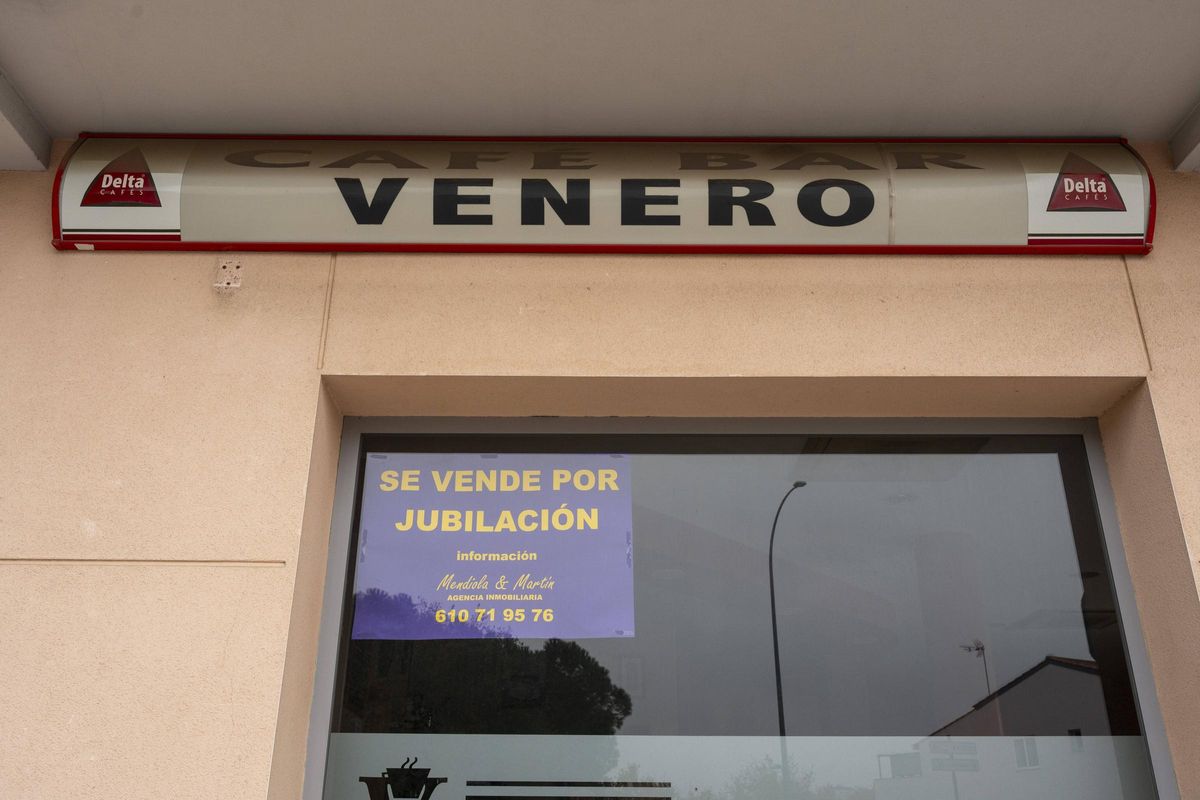 CAFÉ BAR
VENERO
Delta
CAFÉS
Delta
CAFÉS
SE VENDE POR
JUBILACIÓN
información
Mendiola & Martín
AGENCIA INMOBILIARIA
610 71 95 76